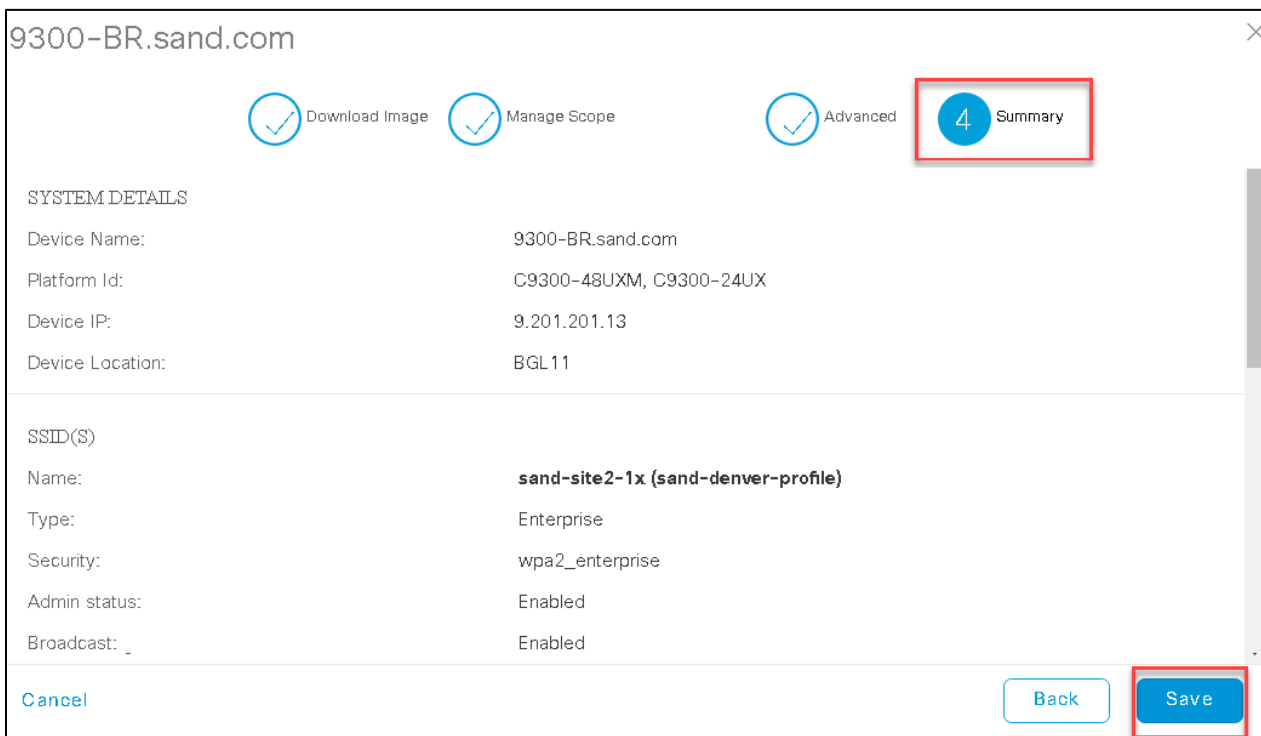 9300-BR.sand.com
Download Image Manage Scope Advanced 4 Summary
SYSTEM DETAILS
Device Name: 9300-BR.sand.com
Platform Id: C9300-48UXM, C9300-24UX
Device IP: 9.201.201.13
Device Location: BGL11
SSID(S)
Name: sand-site2-1x (sand-denver-profile)
Type: Enterprise
Security: wpa2_enterprise
Admin status: Enabled
Broadcast: Enabled
Cancel Back Save